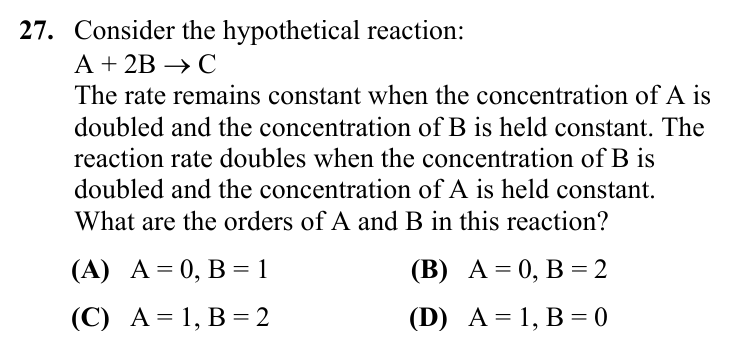 27. Consider the hypothetical reaction:
A + 2B → C
The rate remains constant when the concentration of A is
doubled and the concentration of B is held constant. The
reaction rate doubles when the concentration of B is
doubled and the concentration of A is held constant.
What are the orders of A and B in this reaction?
(A) A = 0, B = 1 (B) A = 0, B = 2
(C) A = 1, B = 2 (D) A = 1, B = 0